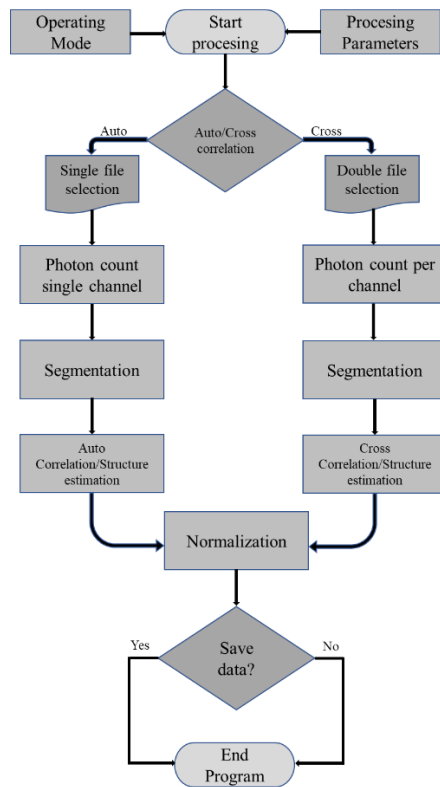 Operating
Mode
Start
procesing
Procesing
Parameters
Auto
Auto/Cross
correlation
Cross
Single file
selection
Double file
selection
Photon count
single channel
Photon count per
channel
Segmentation
Segmentation
Auto
Correlation/Structure
estimation
Cross
Correlation/Structure
estimation
Normalization
Yes
Save
data?
No
End
Program